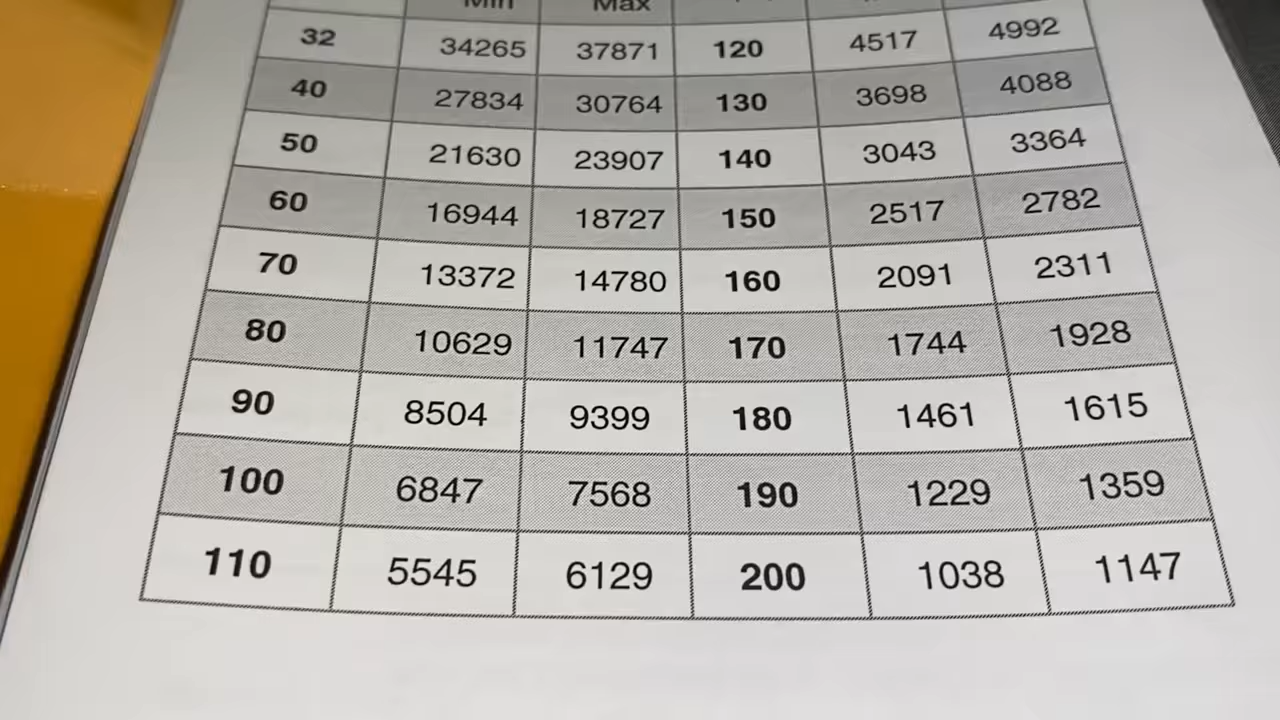 Min Max
32 34265 37871 120 4517 4992
40 27834 30764 130 3698 4088
50 21630 23907 140 3043 3364
60 16944 18727 150 2517 2782
70 13372 14780 160 2091 2311
80 10629 11747 170 1744 1928
90 8504 9399 180 1461 1615
100 6847 7568 190 1229 1359
110 5545 6129 200 1038 1147